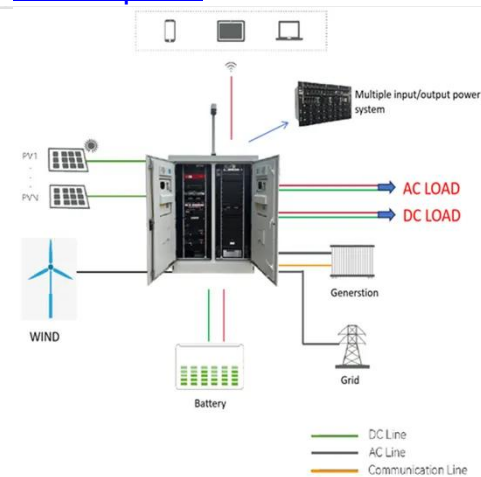 Multiple input/output power
system
PV1
PVN
AC LOAD
DC LOAD
WIND
Generstion
Grid
Battery
DC Line
AC Line
Communication Line